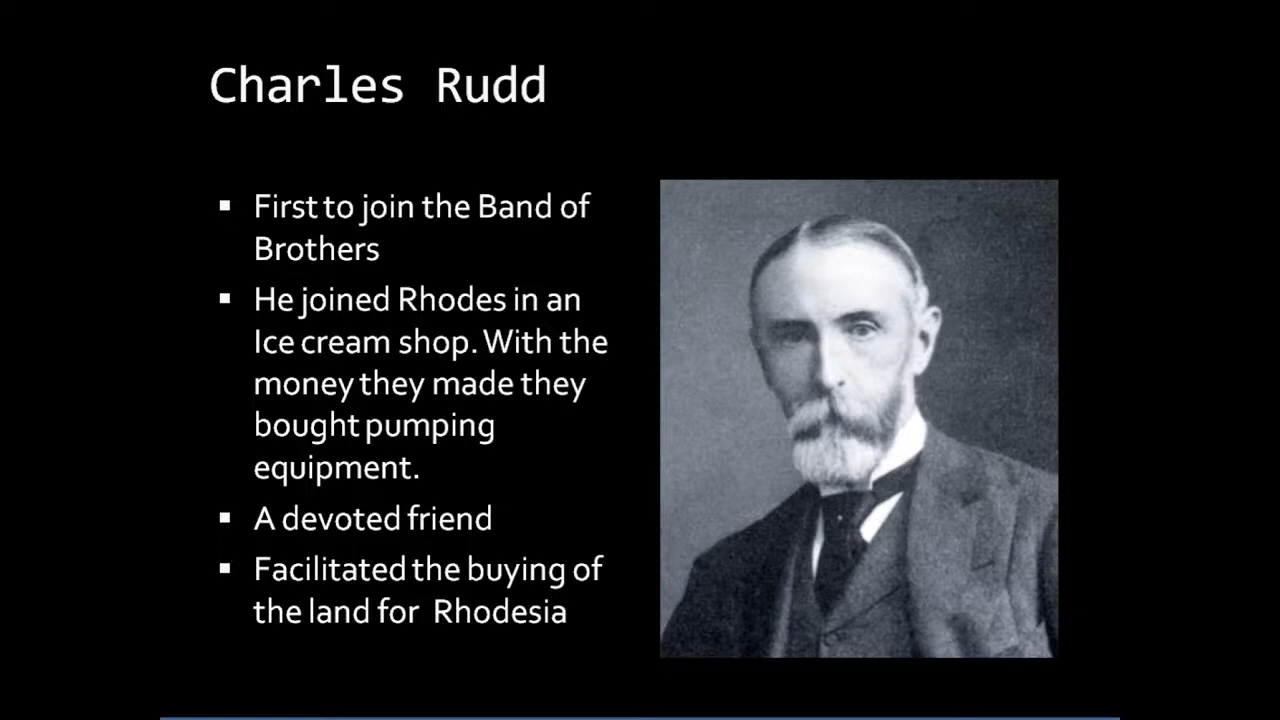 Charles Rudd
▪ First to join the Band of
Brothers
▪ He joined Rhodes in an
Ice cream shop. With the
money they made they
bought pumping
equipment.
▪ A devoted friend
▪ Facilitated the buying of
the land for Rhodesia